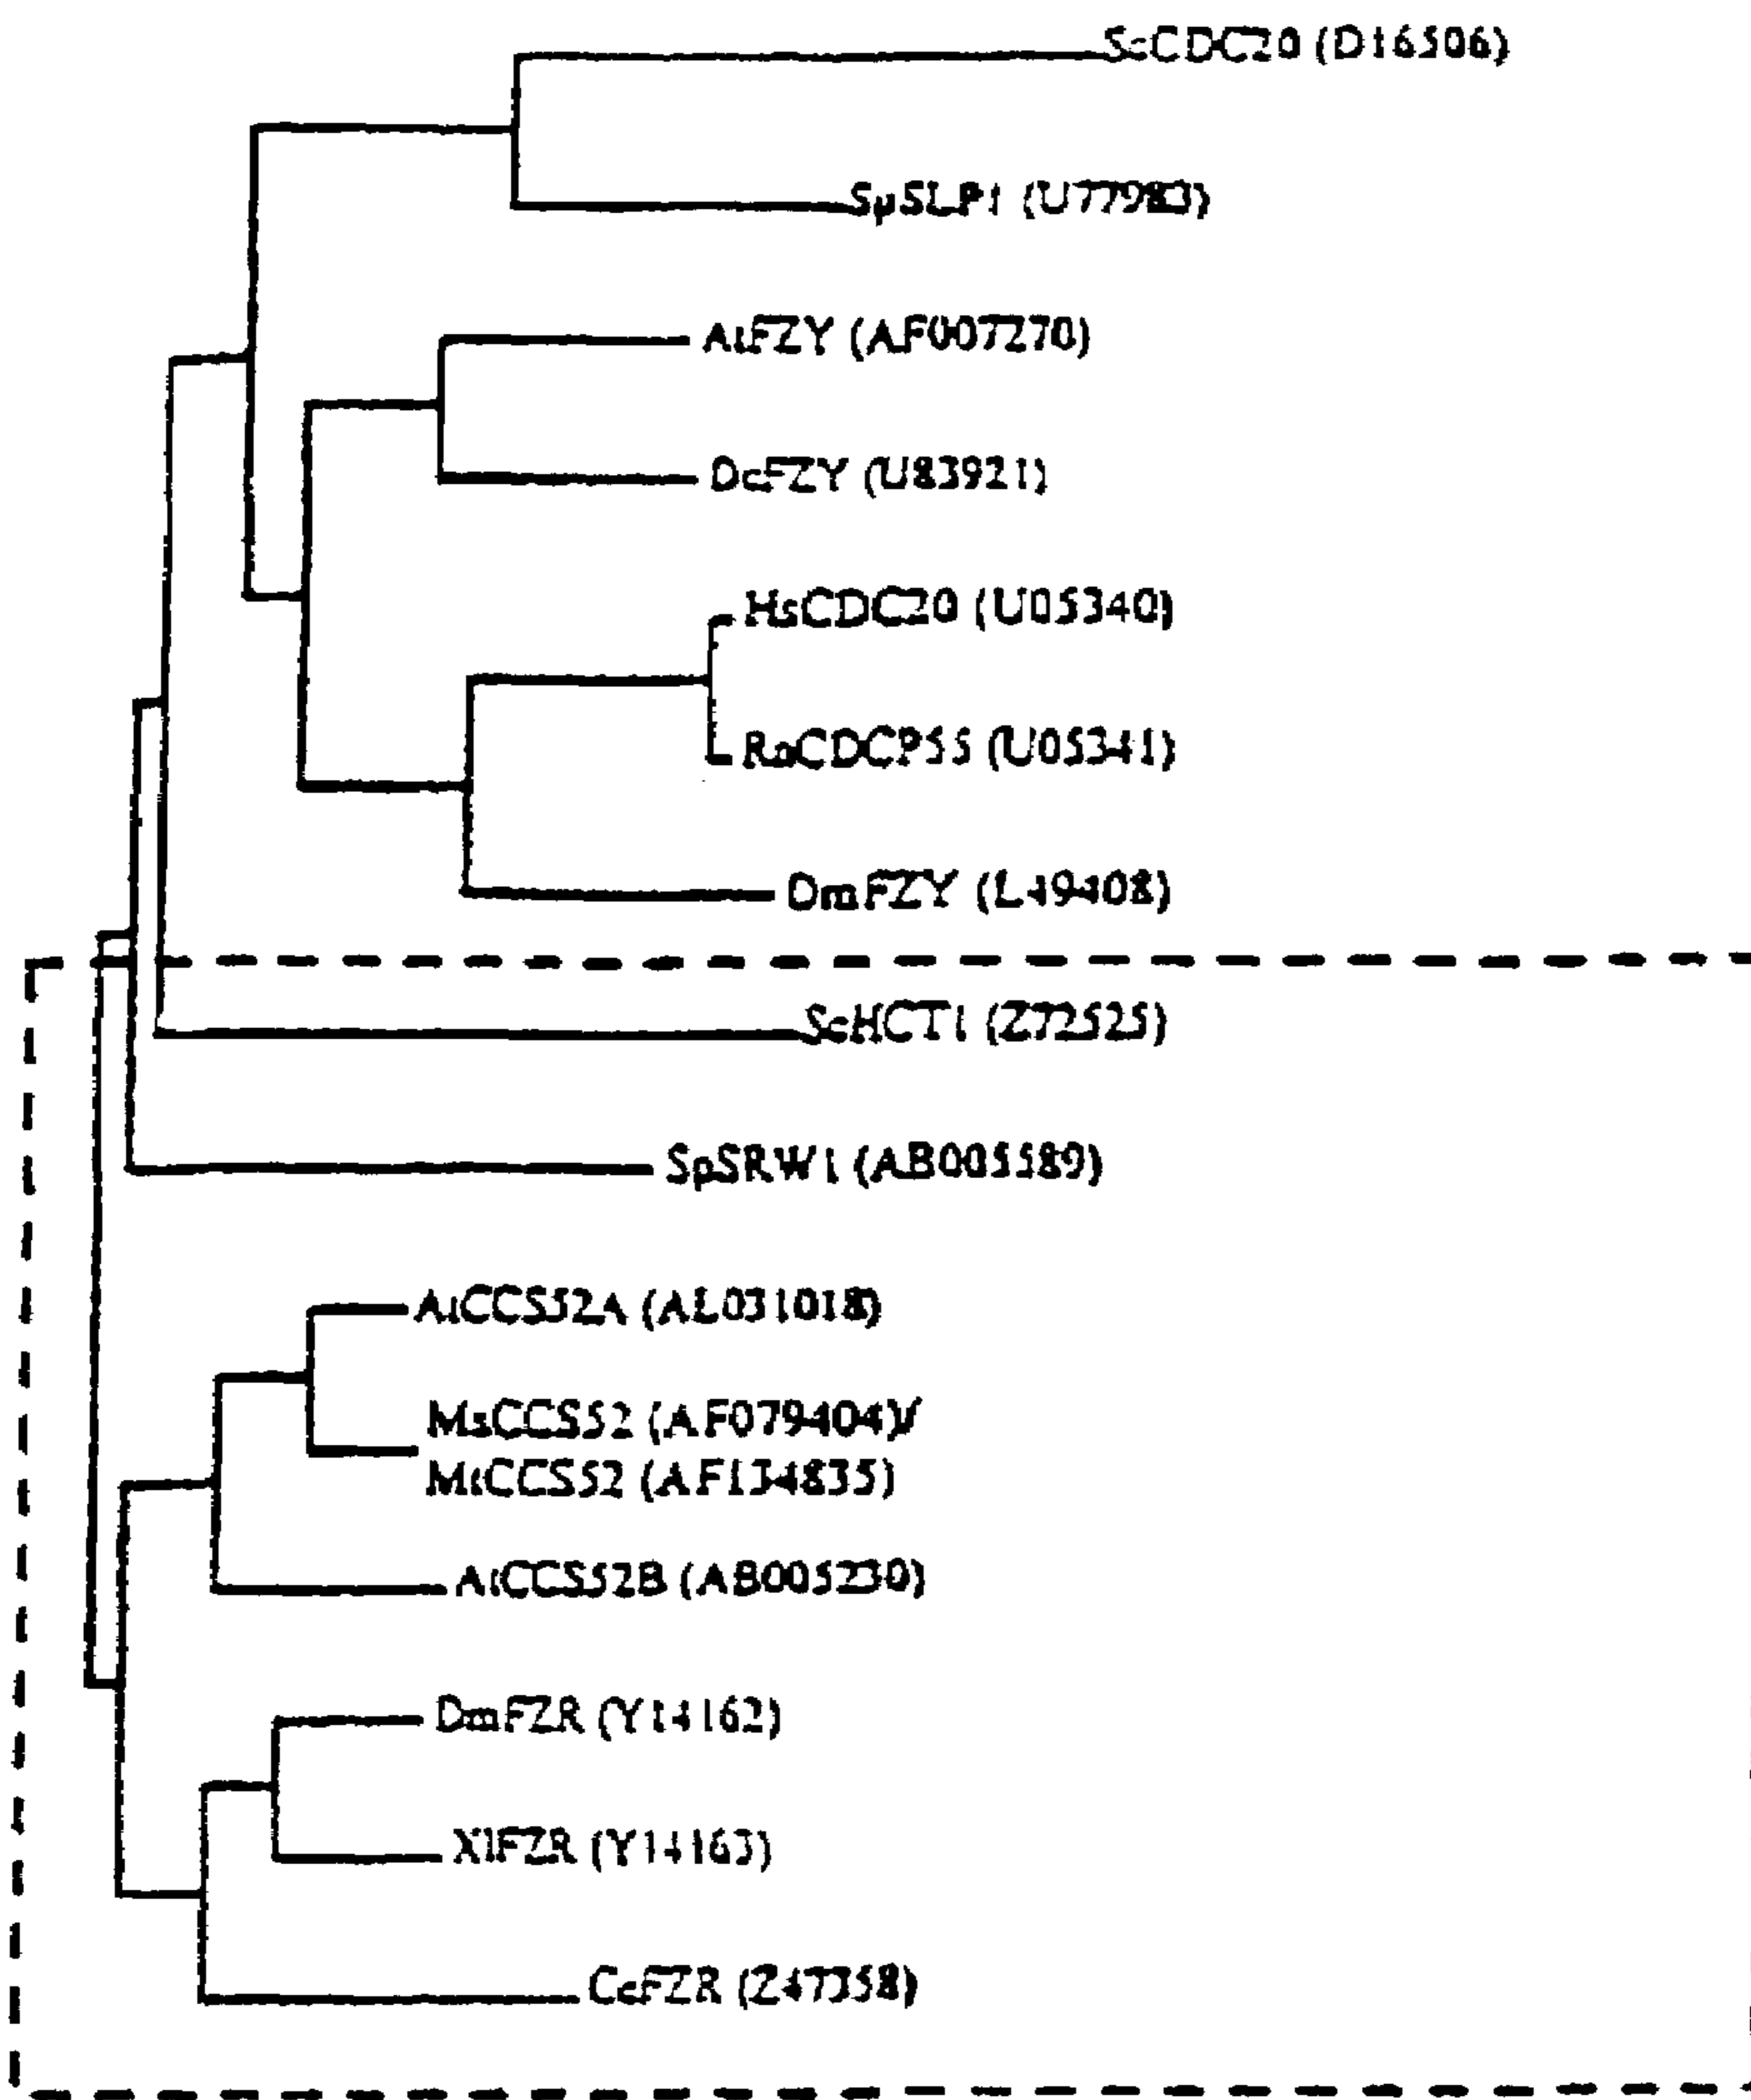 ScCDC20 (D16506)
SpSLP1 (U77983)
AtFZY (AF007270)
DcFZY (U83921)
HsCDC20 (U05340)
RaCDCP55 (U05341)
DmFZY (L49408)
ScHCT1 (Z72525)
SpSRW1 (AB005589)
AtCCS52A (AL031018)
MsCCS52 (AF079404)/
MtCCS52 (AF134835)
AtCCS52B (AB005230)
DmFZR (Y14162)
XlFZR (Y14163)
CeFZR (Z47358)